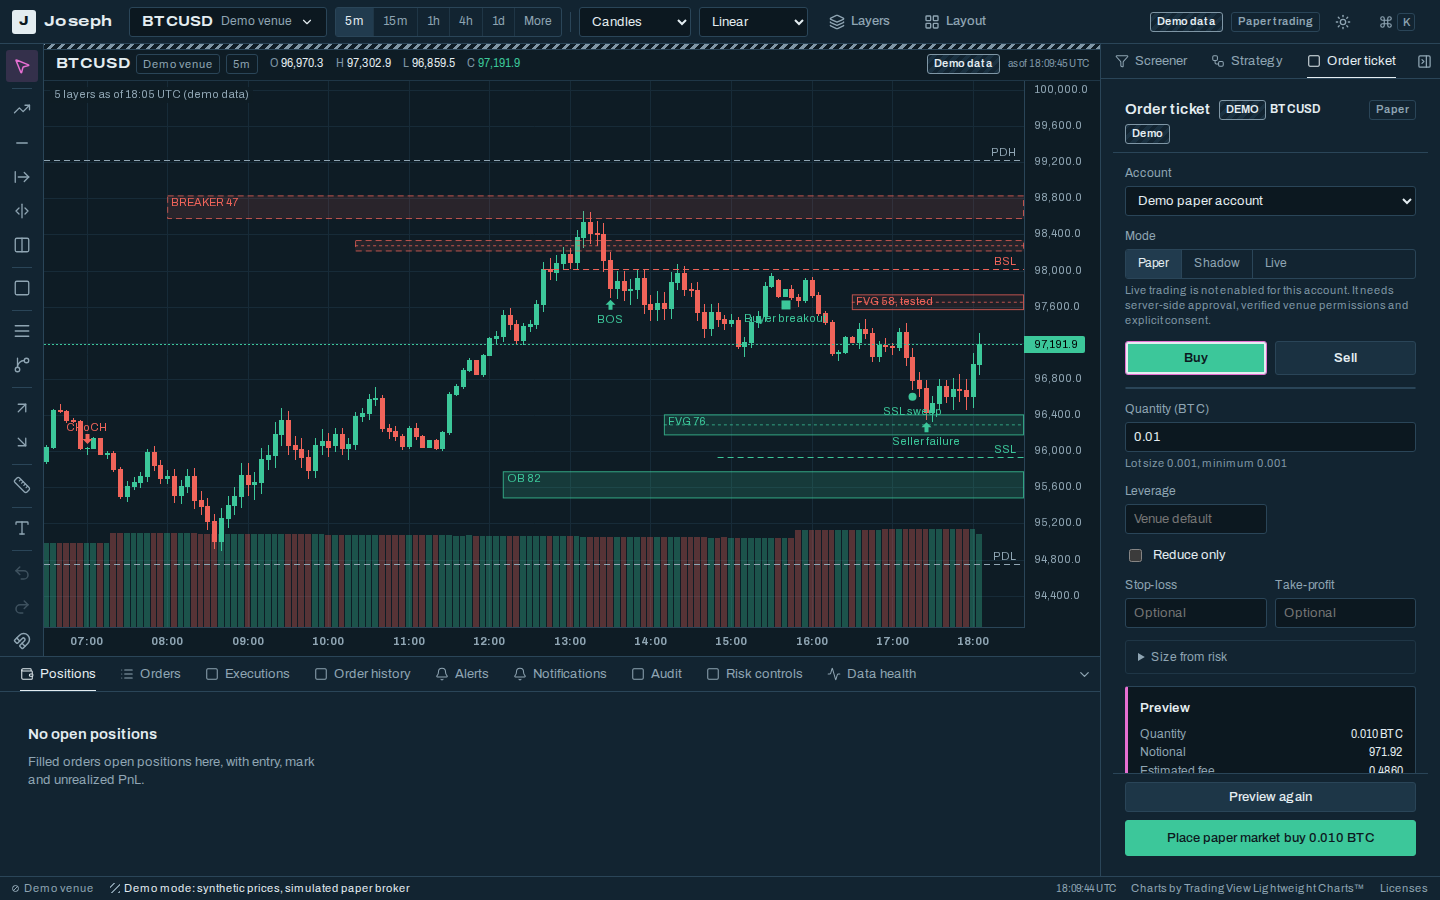 J Joseph BTCUSD Demo venue 5m 15m 1h 4h 1d More Candles Linear Layers Layout Demo data Paper trading ⌘ K
BTCUSD Demo venue 5m O 96,970.3 H 97,302.9 L 96,859.5 C 97,191.9 Demo data as of 18:09:45 UTC
5 layers as of 18:05 UTC (demo data)
100,000.0
99,600.0
PDH
99,200.0
98,800.0
BREAKER 47
98,400.0
BSL
98,000.0
FVG 58, tested
97,600.0
BOS
Buyer breakout
97,191.9
96,800.0
SSL sweep
96,400.0
FVG 76
CHoCH
Seller failure
SSL
96,000.0
OB 82
95,600.0
95,200.0
PDL
94,800.0
94,400.0
07:00 08:00 09:00 10:00 11:00 12:00 13:00 14:00 15:00 16:00 17:00 18:00
Positions Orders Executions Order history Alerts Notifications Audit Risk controls Data health
No open positions
Filled orders open positions here, with entry, mark
and unrealized PnL.
Screener Strategy Order ticket
Order ticket DEMO BTCUSD Paper
Demo
Account
Demo paper account
Mode
Paper Shadow Live
Live trading is not enabled for this account. It needs
server-side approval, verified venue permissions and
explicit consent.
Buy Sell
Quantity (BTC)
0.01
Lot size 0.001, minimum 0.001
Leverage
Venue default
Reduce only
Stop-loss Take-profit
Optional Optional
Size from risk
Preview
Quantity 0.010 BTC
Notional 971.92
Estimated fee 0.4860
Preview again
Place paper market buy 0.010 BTC
Demo venue Demo mode: synthetic prices, simulated paper broker 18:09:44 UTC Charts by TradingView Lightweight Charts™ Licenses